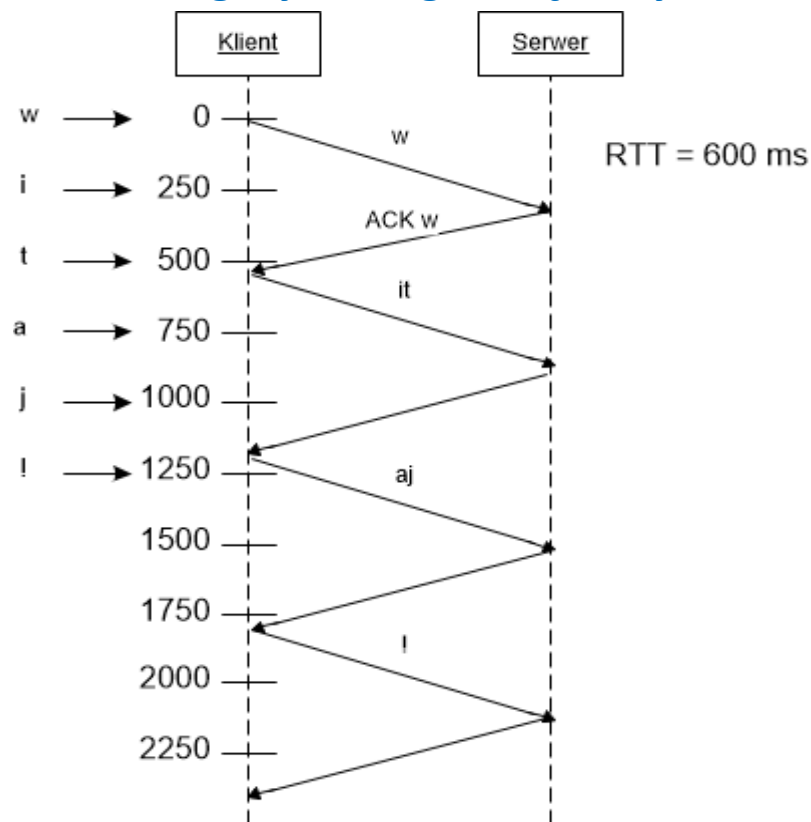 Klient Serwer
w 0
w
RTT = 600 ms
i 250
ACK w
t 500
it
a 750
j 1000
! 1250
aj
1500
1750
!
2000
2250